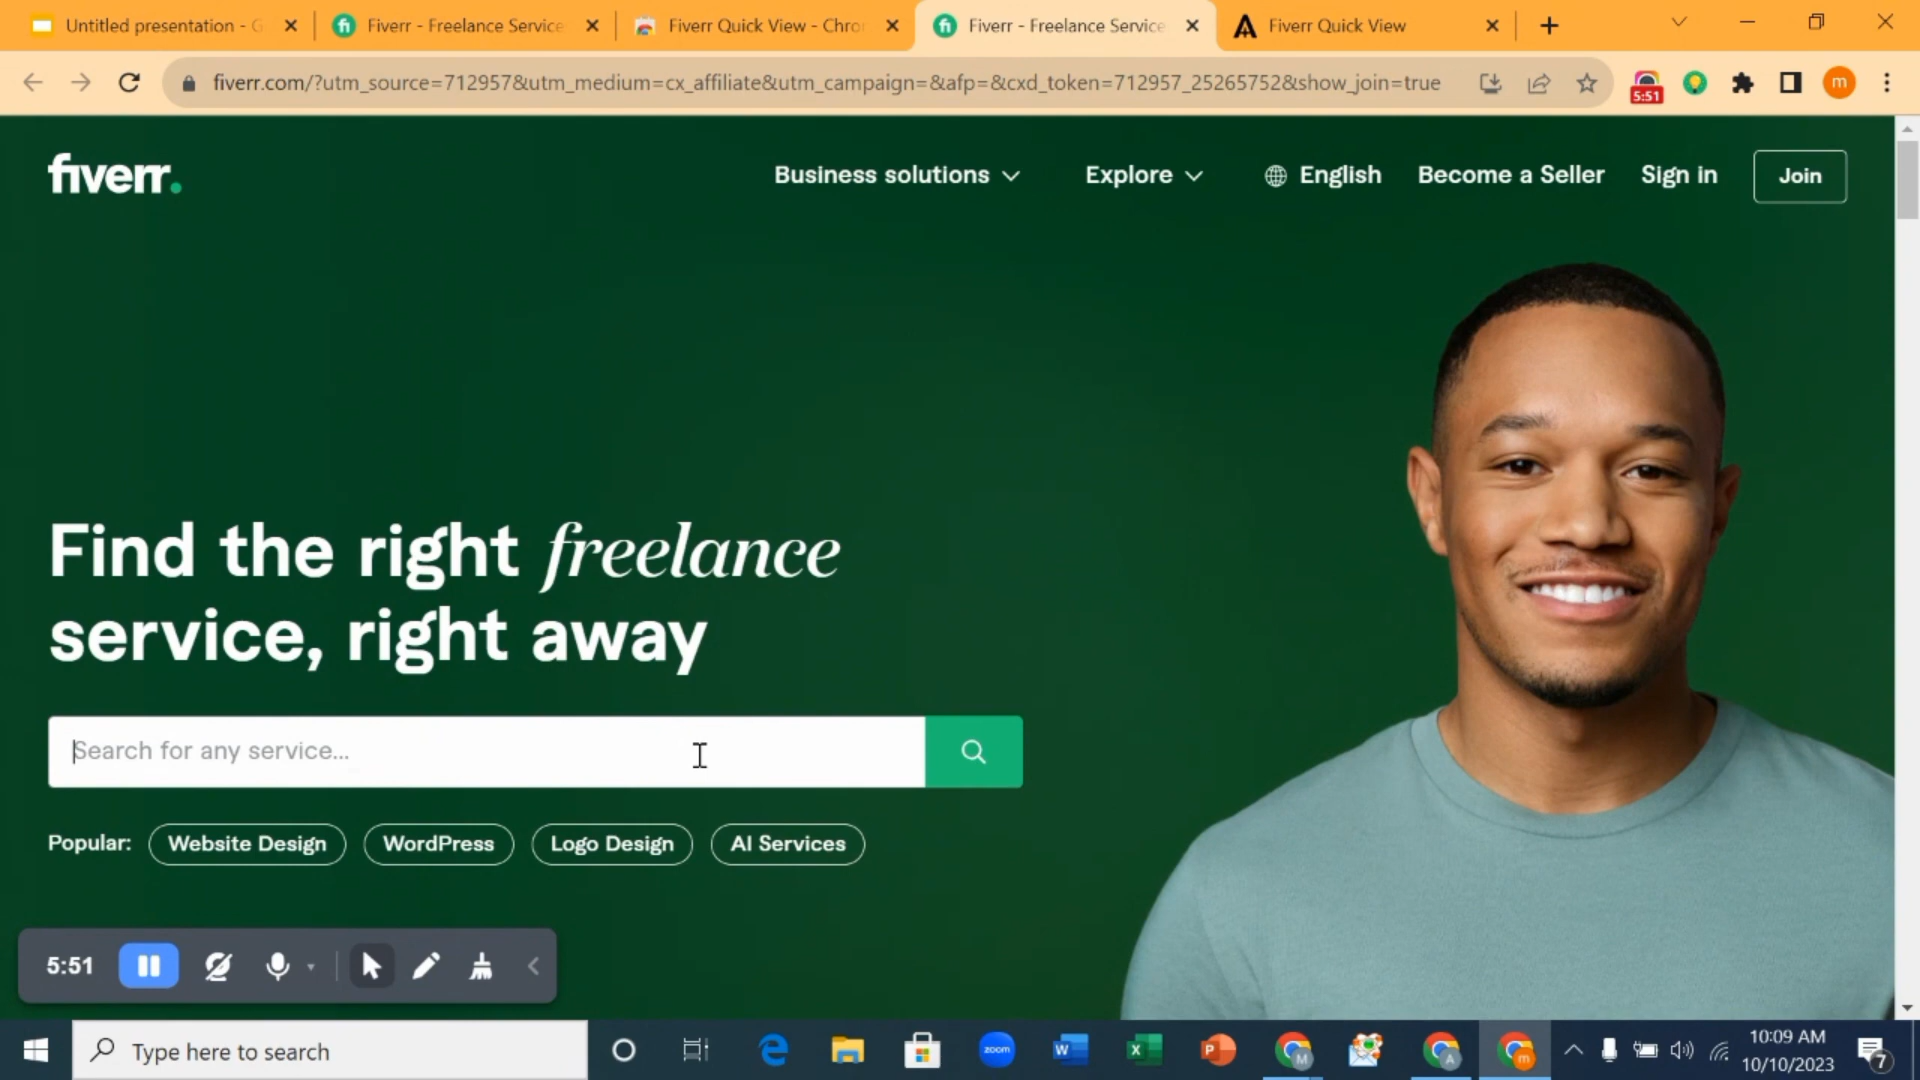 Untitled presentation - G
Fiverr - Freelance Service
Fiverr Quick View - Chro
Fiverr - Freelance Service
Fiverr Quick View
fiverr.com/?utm_source=712957&utm_medium=cx_affiliate&utm_campaign=&afp=&cxd_token=712957_25265752&show_join=true
5:51
m
fiverr.
Business solutions
Explore
English
Become a Seller
Sign in
Join
Find the right freelance
service, right away
Search for any service...
Popular:
Website Design
WordPress
Logo Design
AI Services
5:51
Type here to search
zoom
10:09 AM
10/10/2023
7